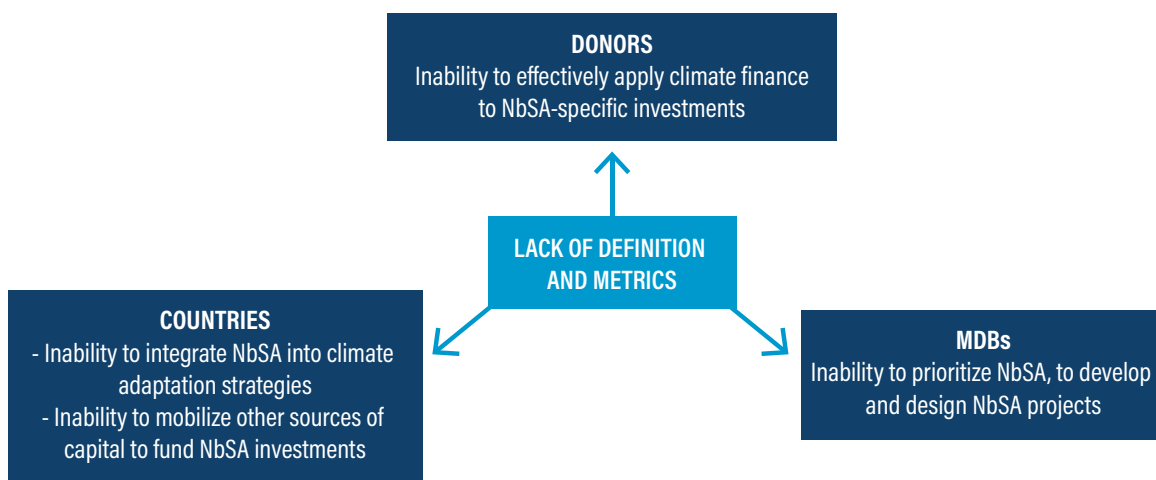 DONORS
Inability to effectively apply climate finance
to NbSA-specific investments
LACK OF DEFINITION
AND METRICS
COUNTRIES
- Inability to integrate NbSA into climate
adaptation strategies
- Inability to mobilize other sources of
capital to fund NbSA investments
MDBs
Inability to prioritize NbSA, to develop
and design NbSA projects